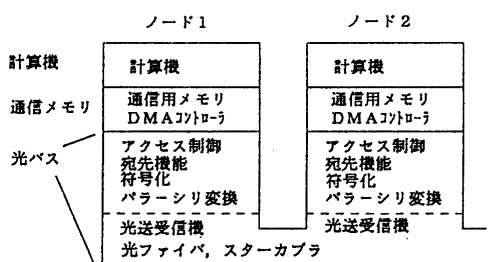 ノード1 ノード2
計算機 計算機 計算機
通信メモリ 通信用メモリ 通信用メモリ
DMAコントローラ DMAコントローラ
光バス アクセス制御 アクセス制御
宛先機能 宛先機能
符号化 符号化
パラーシリ変換 パラーシリ変換
光送受信機 光送受信機
光ファイバ,スターカプラ